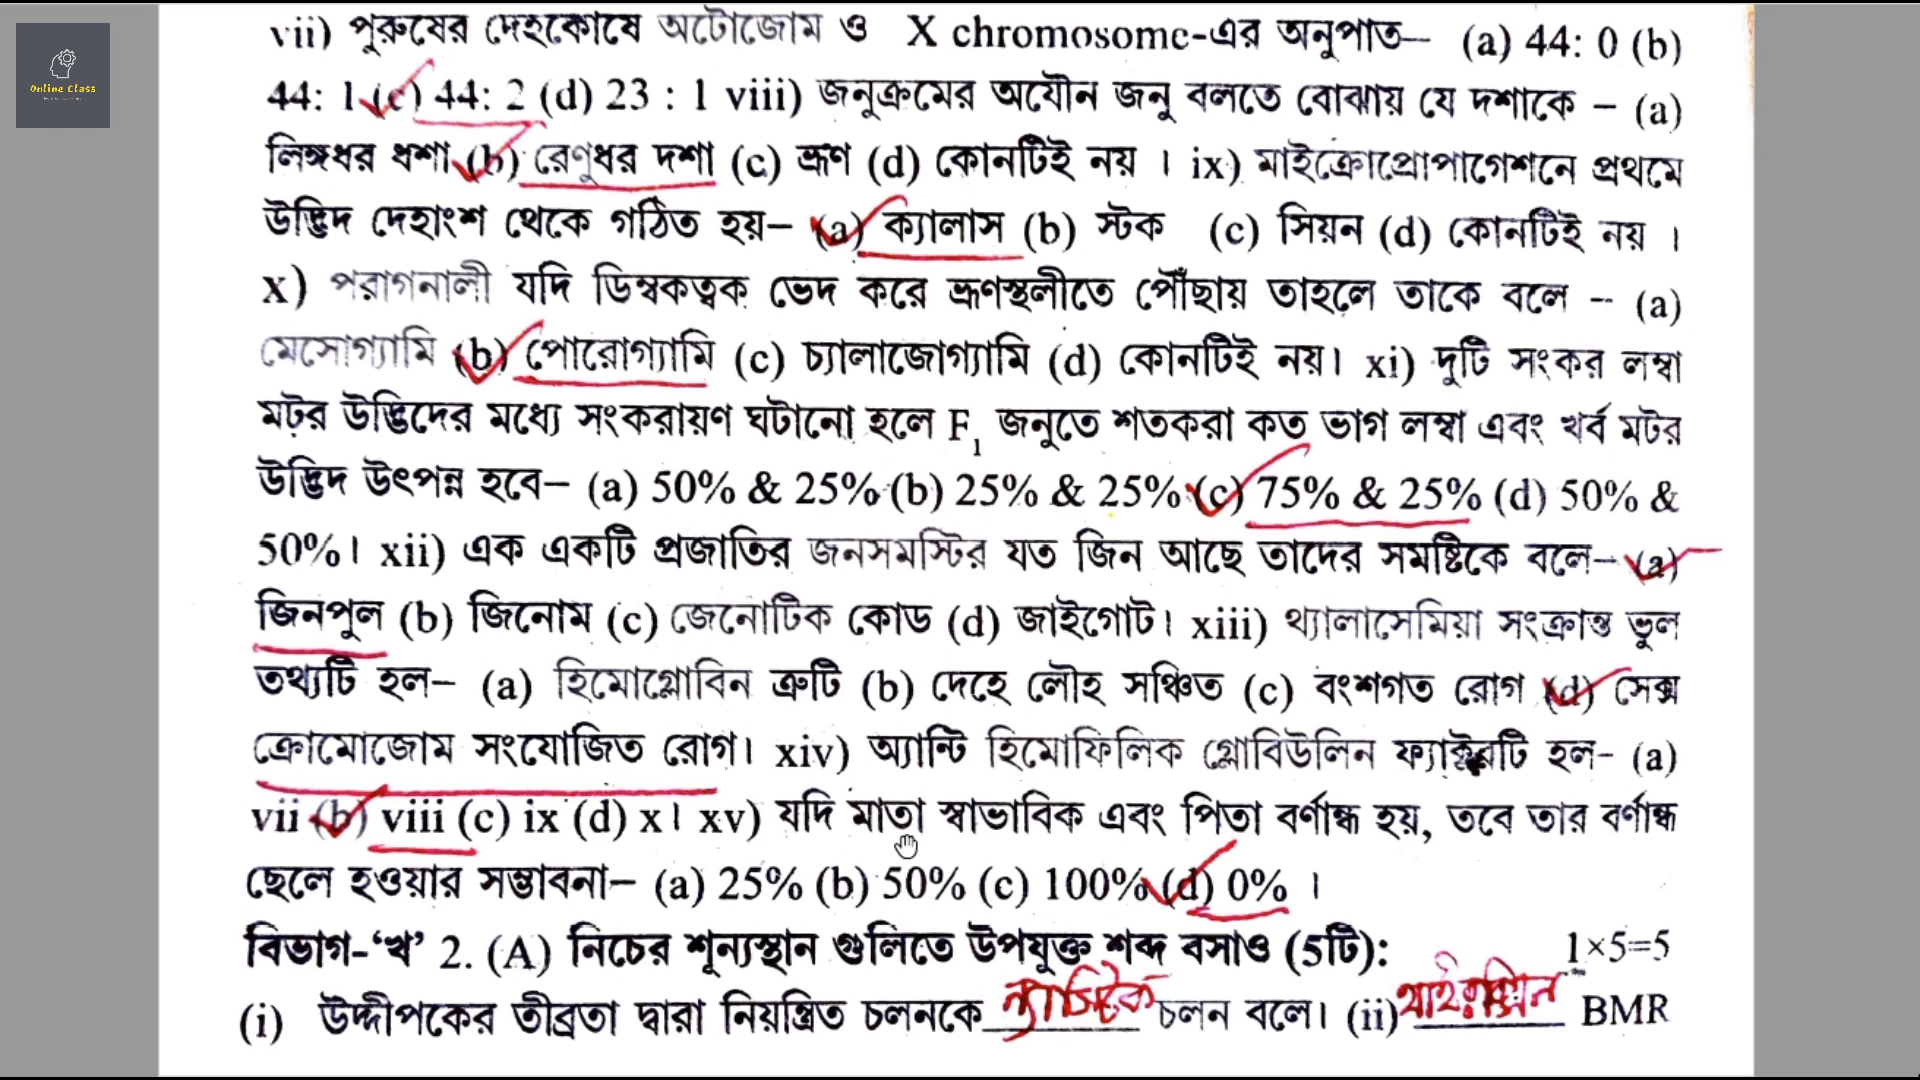 Online Class
vii) পুরুষের দেহকোষে অটোজোম ও X chromosome-এর অনুপাত– (a) 44: 0 (b)
44: 1 (c) 44: 2 (d) 23 : 1 viii) জনুক্রমের অযৌন জনু বলতে বোঝায় যে দশাকে – (a)
লিঙ্গধর ধশা (b) রেণুধর দশা (c) ভ্রূণ (d) কোনটিই নয় । ix) মাইক্রোপ্রোপাগেশনে প্রথমে
উদ্ভিদ দেহাংশ থেকে গঠিত হয়– (a) ক্যালাস (b) স্টক (c) সিয়ন (d) কোনটিই নয় ।
x) পরাগনালী যদি ডিম্বকত্বক ভেদ করে ভ্রূণস্থলীতে পৌঁছায় তাহলে তাকে বলে -- (a)
মেসোগ্যামি (b) পোরোগ্যামি (c) চ্যালাজোগ্যামি (d) কোনটিই নয়। xi) দুটি সংকর লম্বা
মটর উদ্ভিদের মধ্যে সংকরায়ণ ঘটানো হলে F₁ জনুতে শতকরা কত ভাগ লম্বা এবং খর্ব মটর
উদ্ভিদ উৎপন্ন হবে– (a) 50% & 25% (b) 25% & 25% (c) 75% & 25% (d) 50% &
50%। xii) এক একটি প্রজাতির জনসমস্টির যত জিন আছে তাদের সমষ্টিকে বলে– (a)
জিনপুল (b) জিনোম (c) জেনোটিক কোড (d) জাইগোট। xiii) থ্যালাসেমিয়া সংক্রান্ত ভুল
তথ্যটি হল– (a) হিমোগ্লোবিন ত্রুটি (b) দেহে লৌহ সঞ্চিত (c) বংশগত রোগ (d) সেক্স
ক্রোমোজোম সংযোজিত রোগ। xiv) অ্যান্টি হিমোফিলিক গ্লোবিউলিন ফ্যাক্টরটি হল- (a)
vii (b) viii (c) ix (d) x। xv) যদি মাতা স্বাভাবিক এবং পিতা বর্ণান্ধ হয়, তবে তার বর্ণান্ধ
ছেলে হওয়ার সম্ভাবনা– (a) 25% (b) 50% (c) 100% (d) 0% ।
বিভাগ-‘খ’ 2. (A) নিচের শূন্যস্থান গুলিতে উপযুক্ত শব্দ বসাও (5টি): 1×5=5
(i) উদ্দীপকের তীব্রতা দ্বারা নিয়ন্ত্রিত চলনকে ন্যাস্টিক চলন বলে। (ii) থাইরক্সিন BMR